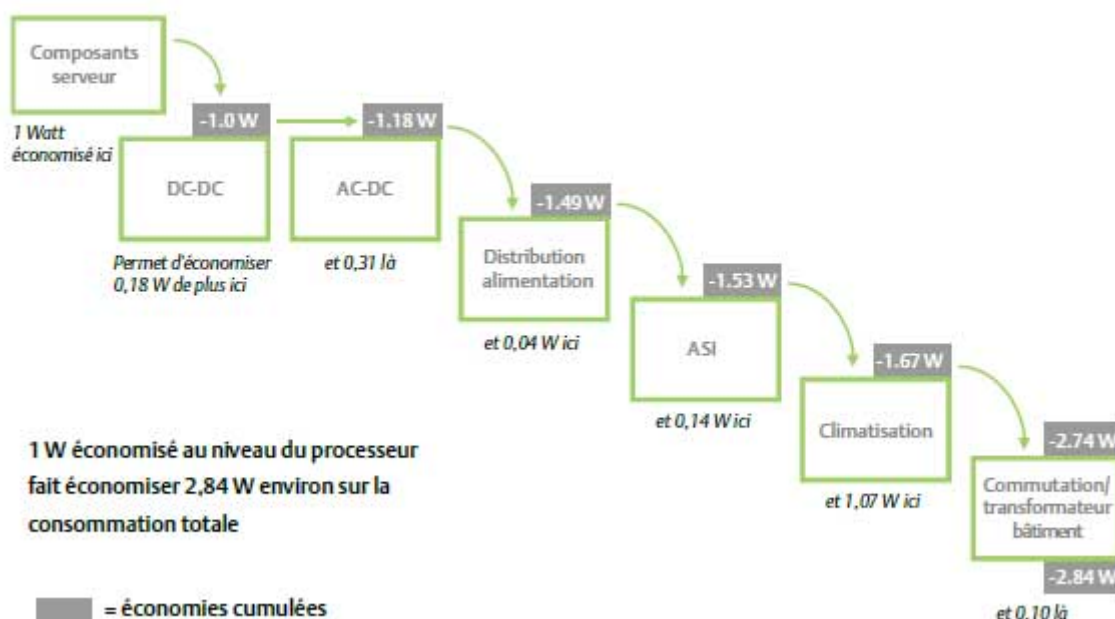 Composants
serveur
1 Watt
économisé ici
-1.0 W
DC-DC
Permet d'économiser
0,18 W de plus ici
-1.18 W
AC-DC
et 0,31 là
-1.49 W
Distribution
alimentation
et 0,04 W ici
-1.53 W
ASI
et 0,14 W ici
-1.67 W
Climatisation
et 1,07 W ici
-2.74 W
Commutation/
transformateur
bâtiment
-2.84 W
et 0,10 là
1 W économisé au niveau du processeur
fait économiser 2,84 W environ sur la
consommation totale
= économies cumulées